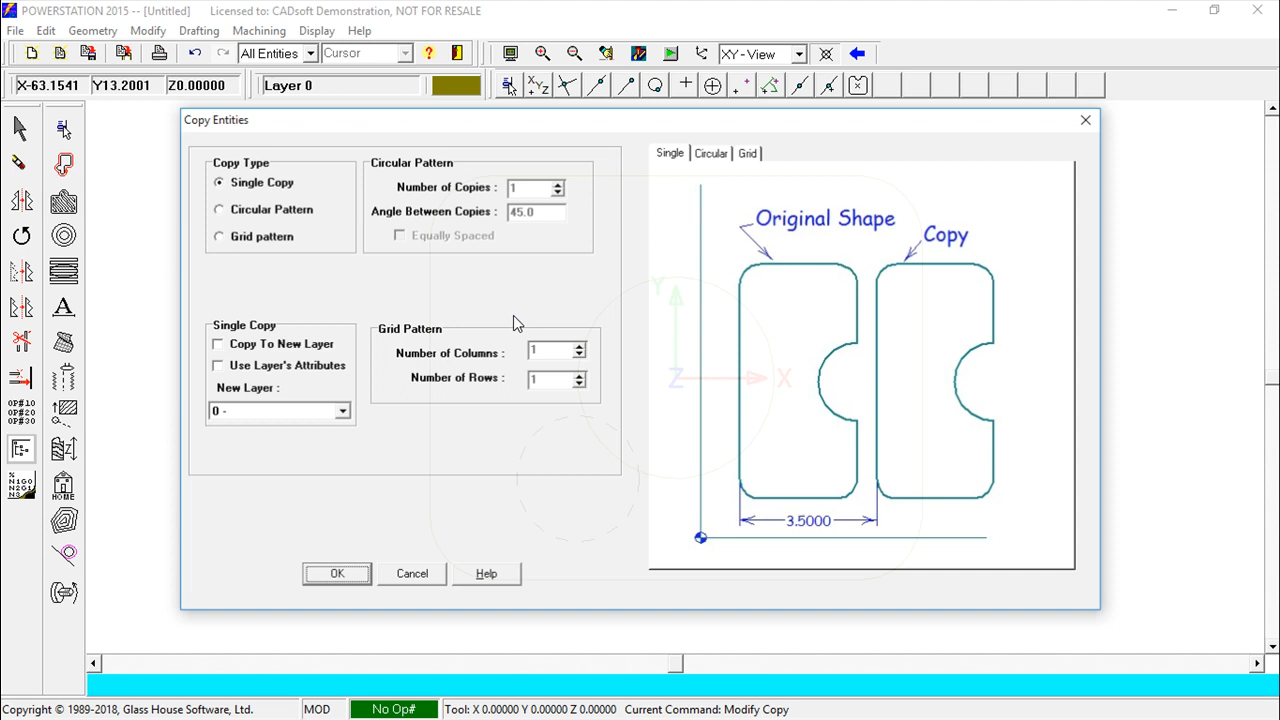 POWERSTATION 2015 -- [Untitled] Licensed to: CADsoft Demonstration, NOT FOR RESALE
File Edit Geometry Modify Drafting Machining Display Help
All Entities Cursor ? XY - View
X-63.1541 Y13.2001 Z0.00000 Layer 0 XYZ
Copy Entities
Copy Type
Single Copy
Circular Pattern
Grid pattern
Circular Pattern
Number of Copies : 1
Angle Between Copies : 45.0
Equally Spaced
Single Copy
Copy To New Layer
Use Layer's Attributes
New Layer :
0 -
Grid Pattern
Number of Columns : 1
Number of Rows : 1
OK Cancel Help
Single Circular Grid
Original Shape
Copy
3.5000
Y
Z X
A
OP#10
OP#20
OP#30
%
N1G0
N2G1
N3
HOME
Copyright © 1989-2018, Glass House Software, Ltd. MOD No Op# Tool: X 0.00000 Y 0.00000 Z 0.00000 Current Command: Modify Copy